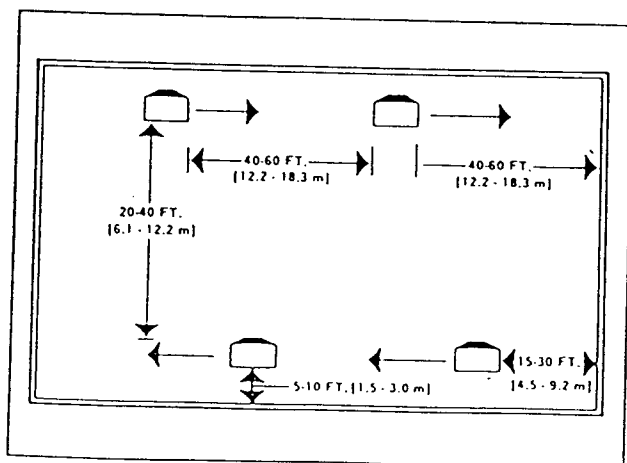 40-60 FT.
[12.2 - 18.3 m]
40-60 FT.
[12.2 - 18.3 m]
20-40 FT.
[6.1 - 12.2 m]
15-30 FT.
[4.5 - 9.2 m]
5-10 FT. [1.5 - 3.0 m]